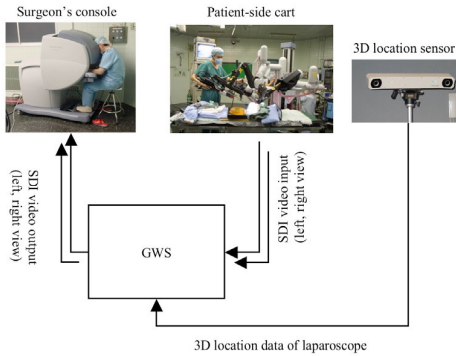 Surgeon's console
Patient-side cart
3D location sensor
SDI video output
(left, right view)
SDI video input
(left, right view)
GWS
3D location data of laparoscope